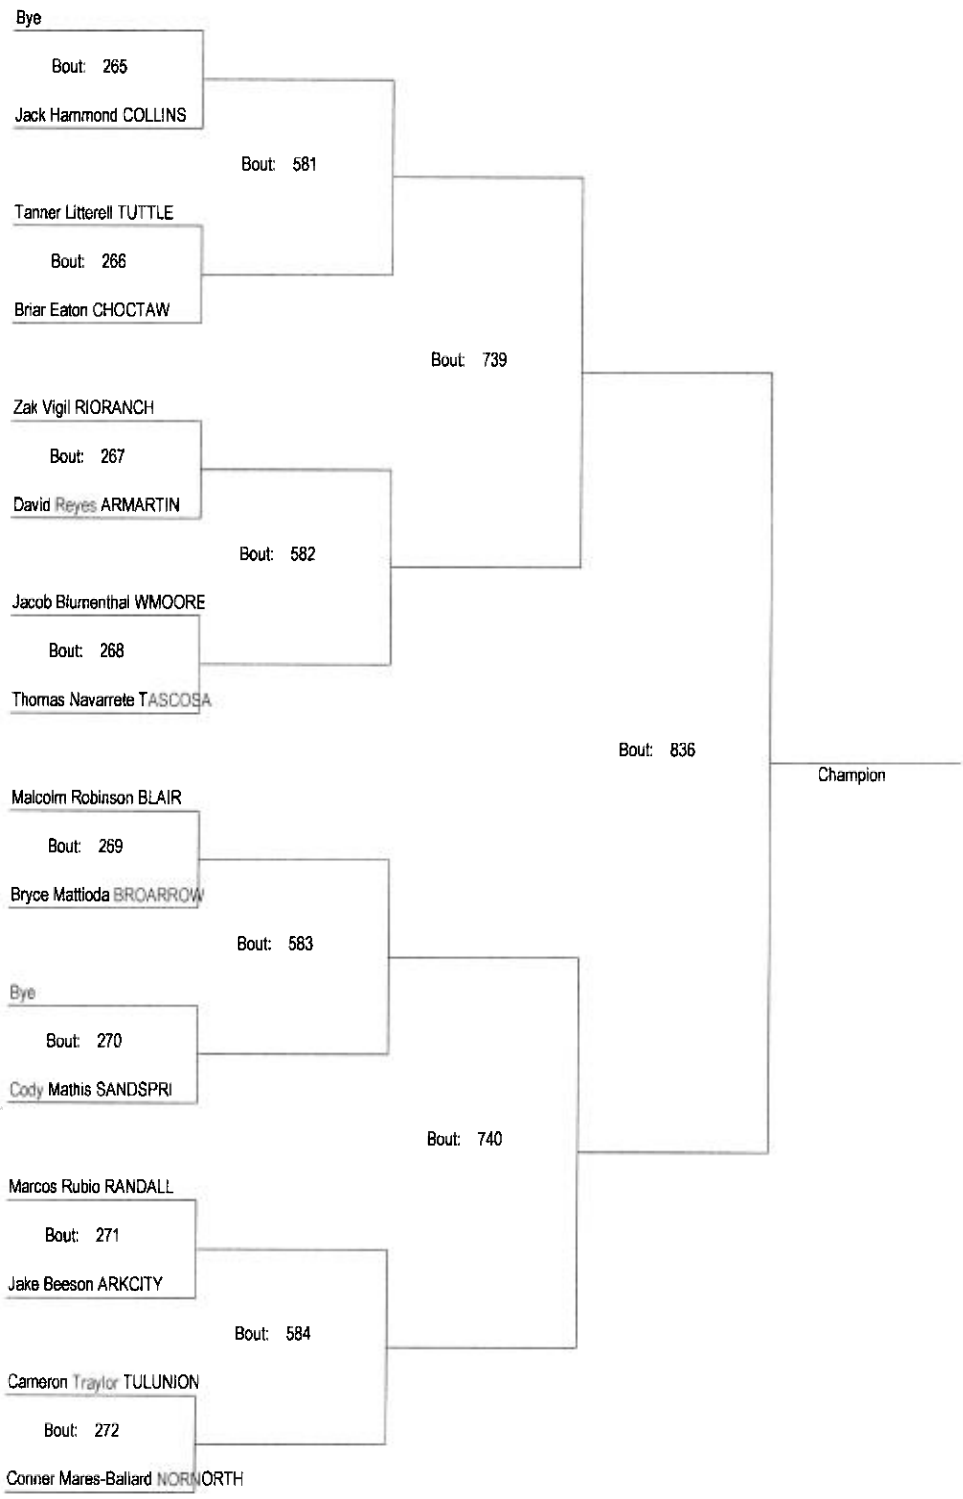 Bye
Bout: 265
Jack Hammond COLLINS
Bout: 581
Tanner Litterell TUTTLE
Bout: 266
Briar Eaton CHOCTAW
Bout: 739
Zak Vigil RIORANCH
Bout: 267
David Reyes ARMARTIN
Bout: 582
Jacob Blumenthal WMOORE
Bout: 268
Thomas Navarrete TASCOSA
Bout: 836
Champion
Malcolm Robinson BLAIR
Bout: 269
Bryce Mattioda BROARROW
Bout: 583
Bye
Bout: 270
Cody Mathis SANDSPRI
Bout: 740
Marcos Rubio RANDALL
Bout: 271
Jake Beeson ARKCITY
Bout: 584
Cameron Traylor TULUNION
Bout: 272
Conner Mares-Ballard NORNORTH